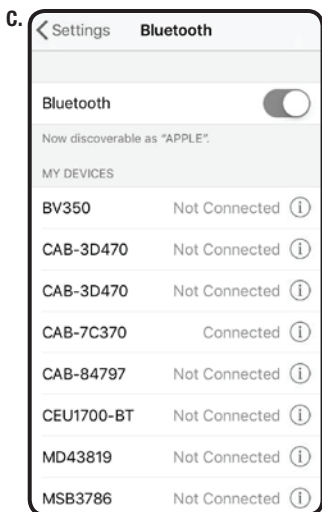 C.
Settings Bluetooth
Bluetooth
Now discoverable as “APPLE”.
MY DEVICES
BV350 Not Connected i
CAB-3D470 Not Connected i
CAB-3D470 Not Connected i
CAB-7C370 Connected i
CAB-84797 Not Connected i
CEU1700-BT Not Connected i
MD43819 Not Connected i
MSB3786 Not Connected i